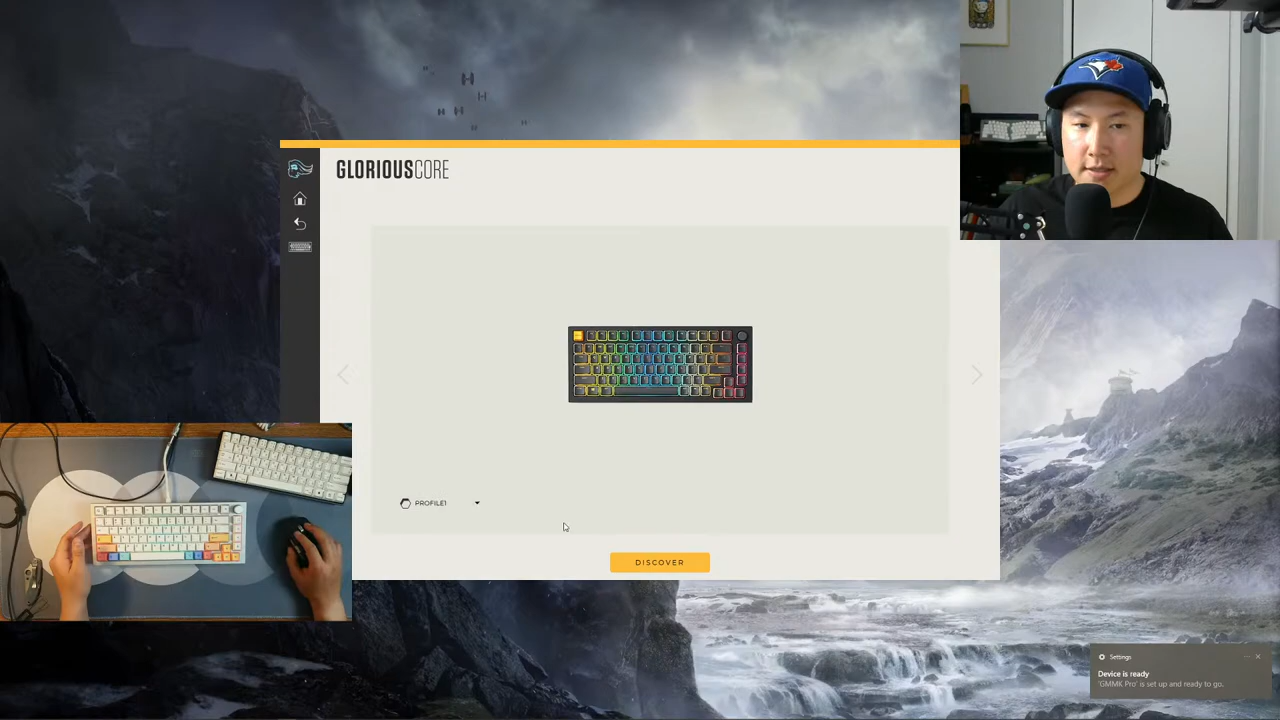 GLORIOUSCORE
PROFILE1
DISCOVER
Settings
Device is ready
'GMMK Pro' is set up and ready to go.